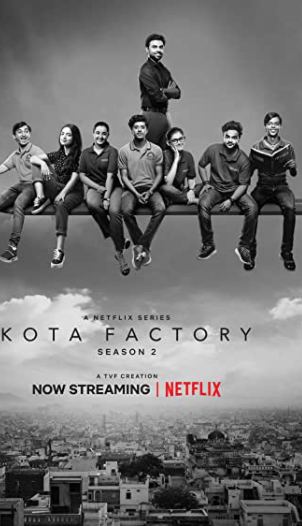 A NETFLIX SERIES
KOTA FACTORY
SEASON 2
A TVF CREATION
NOW STREAMING | NETFLIX